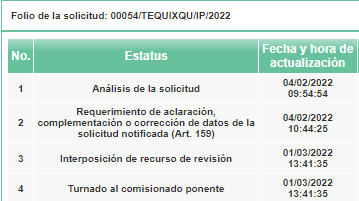 Folio de la solicitud: 00054/TEQUIXQU/IP/2022
No. Estatus Fecha y hora de
actualización
1 Análisis de la solicitud 04/02/2022
09:54:54
2 Requerimiento de aclaración,
complementación o corrección de datos de la
solicitud notificada (Art. 159) 04/02/2022
10:44:25
3 Interposición de recurso de revisión 01/03/2022
13:41:35
4 Turnado al comisionado ponente 01/03/2022
13:41:35